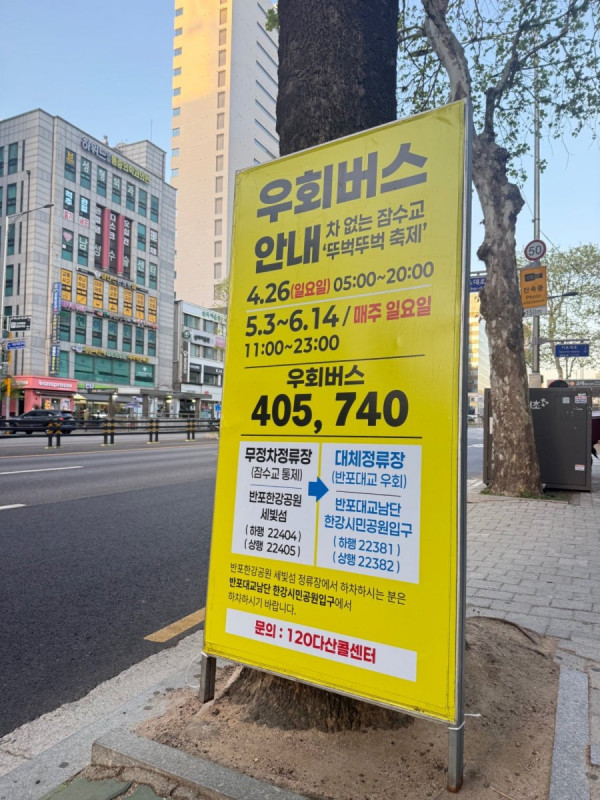 우회버스
안내
차 없는 잠수교
'뚜벅뚜벅 축제'
4.26(일요일) 05:00~20:00
5.3~6.14 / 매주 일요일
11:00~23:00
우회버스
405, 740
무정차정류장
(잠수교 통제)
반포한강공원
세빛섬
(하행 22404)
(상행 22405)
대체정류장
(반포대교 우회)
반포대교남단
한강시민공원입구
(하행 22381)
(상행 22382)
반포한강공원 세빛섬 정류장에서 하차하시는 분은
반포대교남단 한강시민공원입구에서
하차하시기 바랍니다.
문의 : 120다산콜센터
50
단속중